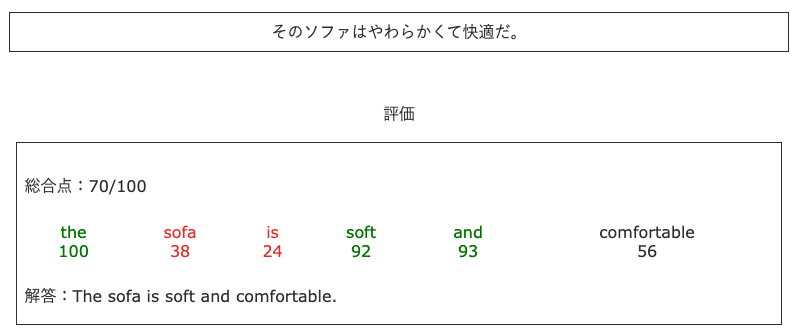 そのソファはやわらかくて快適だ。
評価
総合点：70/100
the sofa is soft and comfortable
100 38 24 92 93 56
解答：The sofa is soft and comfortable.